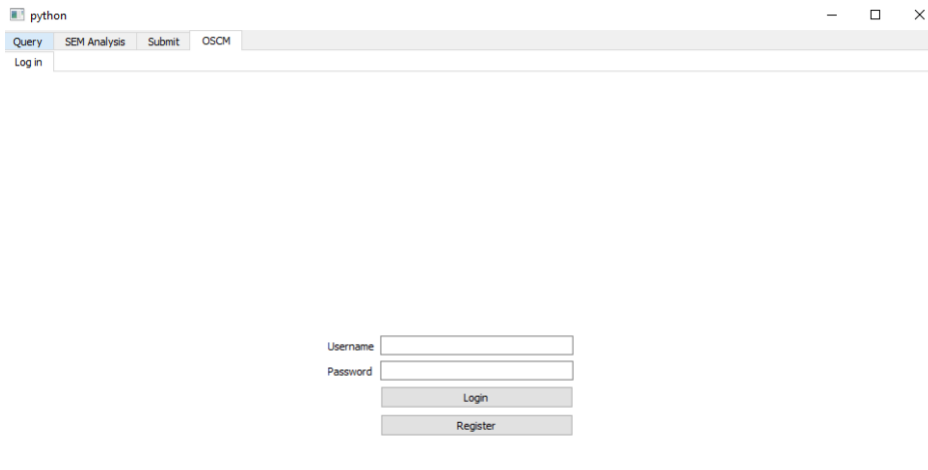 python
Query SEM Analysis Submit OSCM
Log in
Username
Password
Login
Register